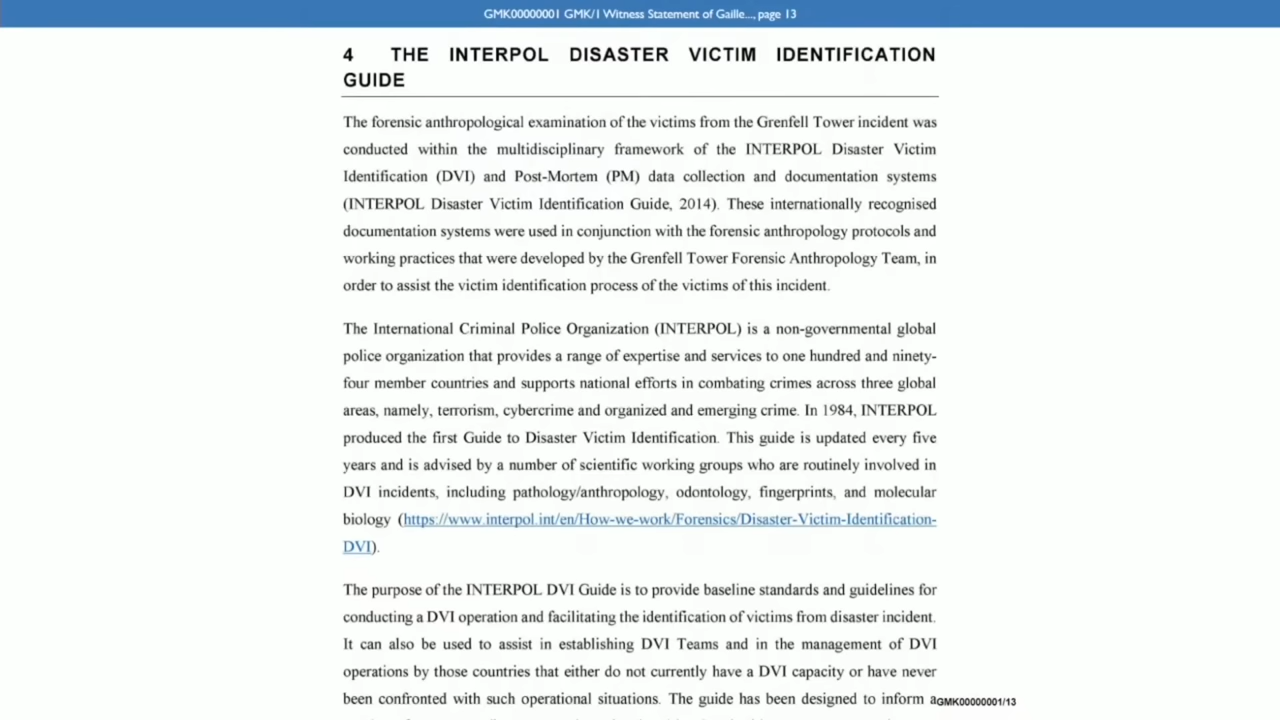 GMK00000001 GMK/1 Witness Statement of Gaille..., page 13
4 THE INTERPOL DISASTER VICTIM IDENTIFICATION
GUIDE
The forensic anthropological examination of the victims from the Grenfell Tower incident was
conducted within the multidisciplinary framework of the INTERPOL Disaster Victim
Identification (DVI) and Post-Mortem (PM) data collection and documentation systems
(INTERPOL Disaster Victim Identification Guide, 2014). These internationally recognised
documentation systems were used in conjunction with the forensic anthropology protocols and
working practices that were developed by the Grenfell Tower Forensic Anthropology Team, in
order to assist the victim identification process of the victims of this incident.
The International Criminal Police Organization (INTERPOL) is a non-governmental global
police organization that provides a range of expertise and services to one hundred and ninety-
four member countries and supports national efforts in combating crimes across three global
areas, namely, terrorism, cybercrime and organized and emerging crime. In 1984, INTERPOL
produced the first Guide to Disaster Victim Identification. This guide is updated every five
years and is advised by a number of scientific working groups who are routinely involved in
DVI incidents, including pathology/anthropology, odontology, fingerprints, and molecular
biology (https://www.interpol.int/en/How-we-work/Forensics/Disaster-Victim-Identification-
DVI).
The purpose of the INTERPOL DVI Guide is to provide baseline standards and guidelines for
conducting a DVI operation and facilitating the identification of victims from disaster incident.
It can also be used to assist in establishing DVI Teams and in the management of DVI
operations by those countries that either do not currently have a DVI capacity or have never
been confronted with such operational situations. The guide has been designed to inform a
GMK00000001/13